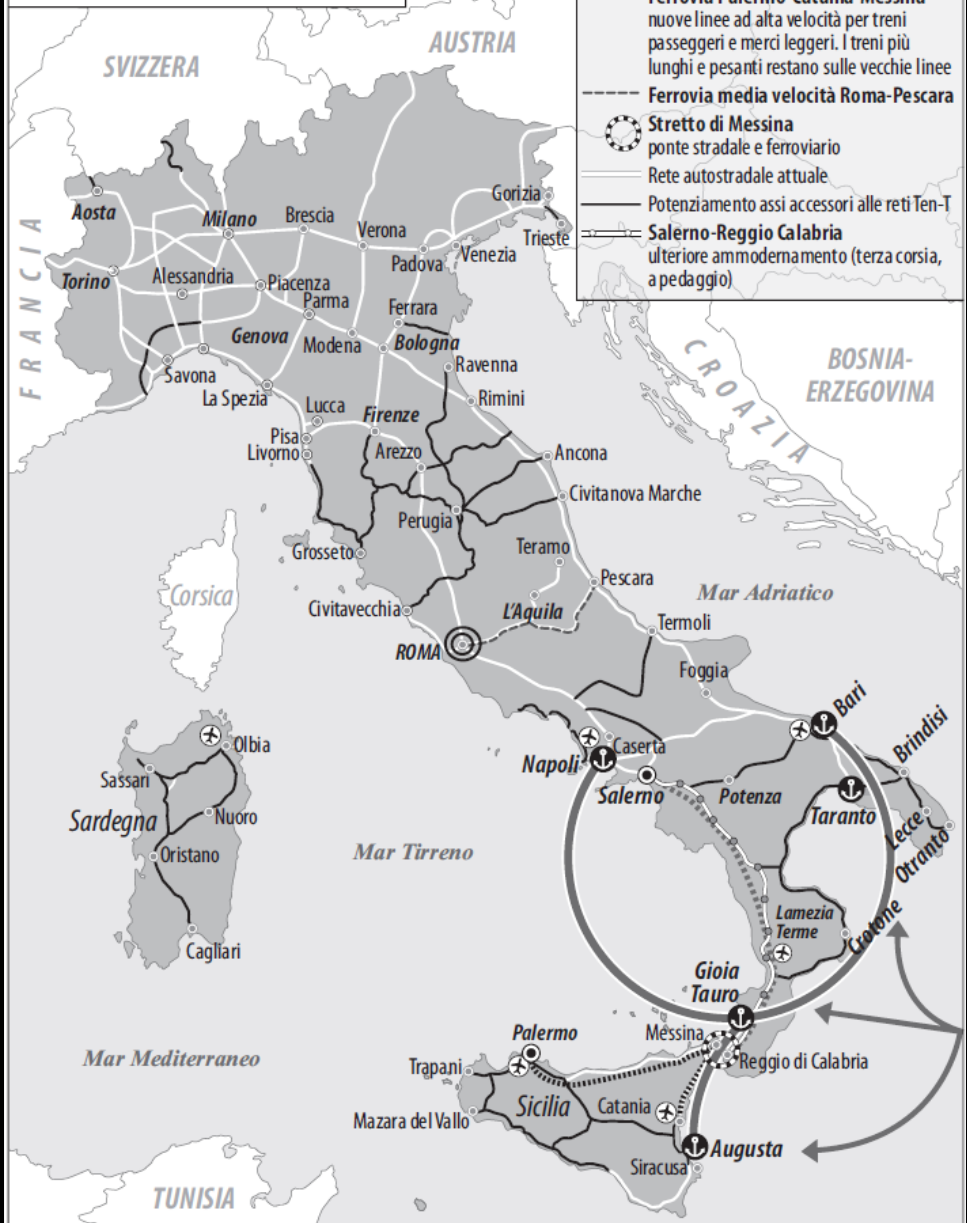 Ferrovia Palermo-Catania-Messina
nuove linee ad alta velocità per treni
passeggeri e merci leggeri. I treni più
lunghi e pesanti restano sulle vecchie linee
Ferrovia media velocità Roma-Pescara
Stretto di Messina
ponte stradale e ferroviario
Rete autostradale attuale
Potenziamento assi accessori alle reti Ten-T
Salerno-Reggio Calabria
ulteriore ammodernamento (terza corsia,
a pedaggio)
AUSTRIA
SVIZZERA
FRANCIA
Gorizia
Aosta
Milano
Brescia
Verona
Trieste
Padova
Venezia
Torino
Alessandria
Piacenza
Parma
Ferrara
Genova
Modena
Bologna
CROAZIA
BOSNIA-
ERZEGOVINA
Savona
Ravenna
La Spezia
Rimini
Lucca
Firenze
Pisa
Livorno
Arezzo
Ancona
Civitanova Marche
Perugia
Grosseto
Teramo
Pescara
Corsica
Mar Adriatico
Civitavecchia
L'Aquila
Termoli
ROMA
Foggia
Bari
Brindisi
Olbia
Caserta
Napoli
Sassari
Salerno
Potenza
Taranto
Lecce
Otranto
Sardegna
Nuoro
Mar Tirreno
Oristano
Lamezia
Terme
Crotone
Cagliari
Gioia
Tauro
Messina
Palermo
Mar Mediterraneo
Trapani
Reggio di Calabria
Sicilia
Catania
Mazara del Vallo
Augusta
Siracusa
TUNISIA